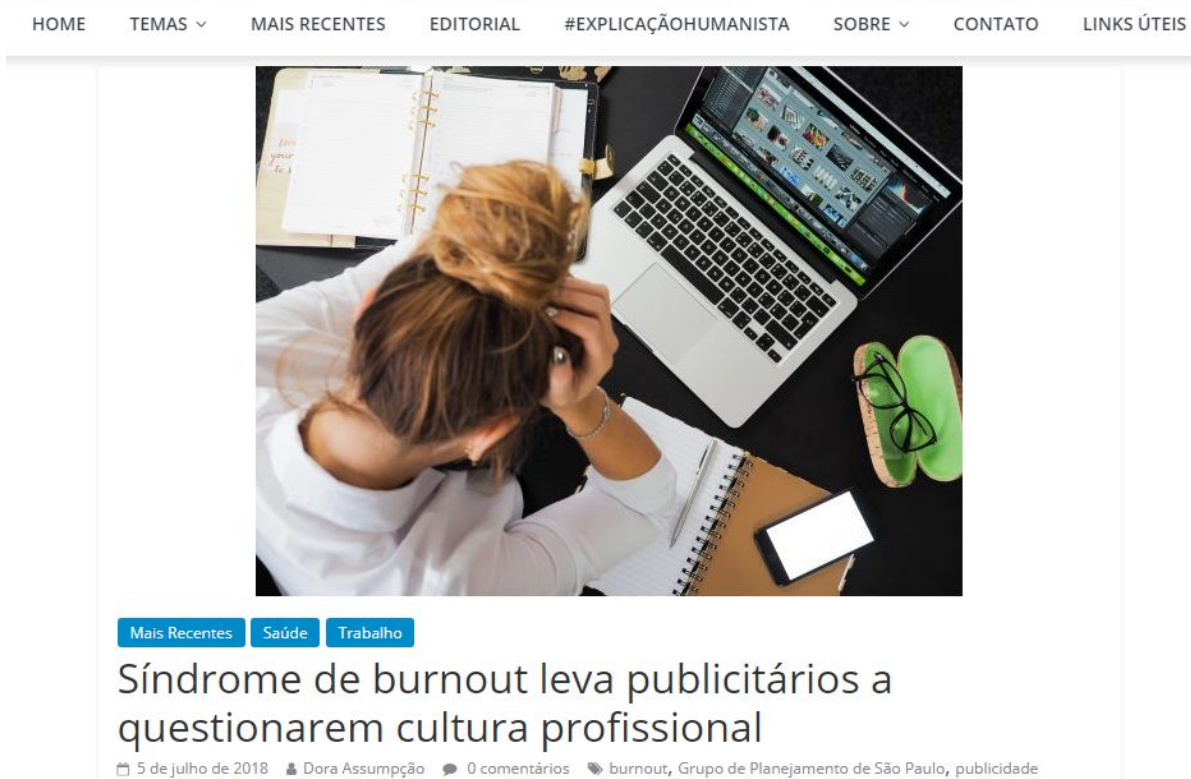 HOME TEMAS MAIS RECENTES EDITORIAL #EXPLICAÇÃOHUMANISTA SOBRE CONTATO LINKS ÚTEIS
Mais Recentes Saúde Trabalho
Síndrome de burnout leva publicitários a
questionarem cultura profissional
5 de julho de 2018 Dora Assumpção 0 comentários burnout, Grupo de Planejamento de São Paulo, publicidade